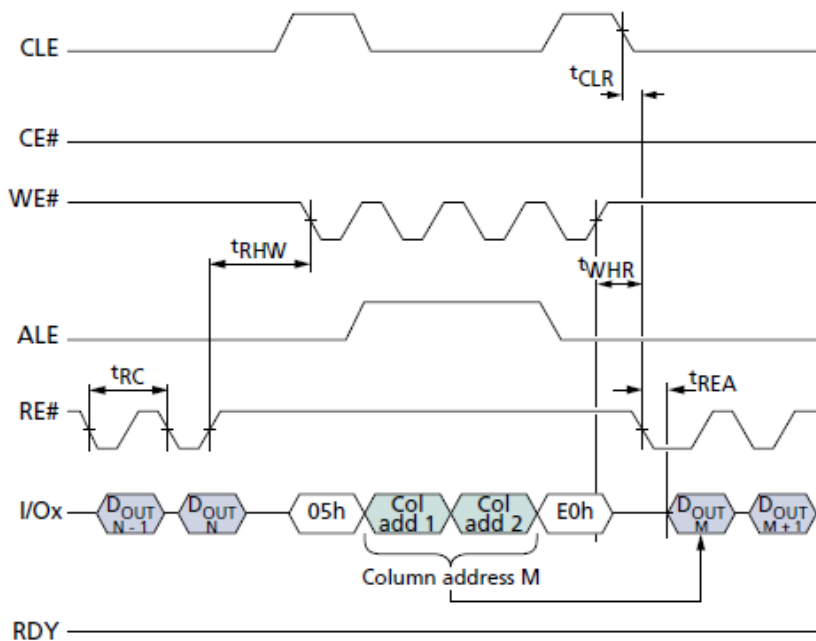 CLE
tCLR
CE#
WE#
tRHW
tWHR
ALE
tRC
tREA
RE#
I/Ox
DOUT N - 1
DOUT N
05h
Col add 1
Col add 2
E0h
DOUT M
DOUT M + 1
Column address M
RDY